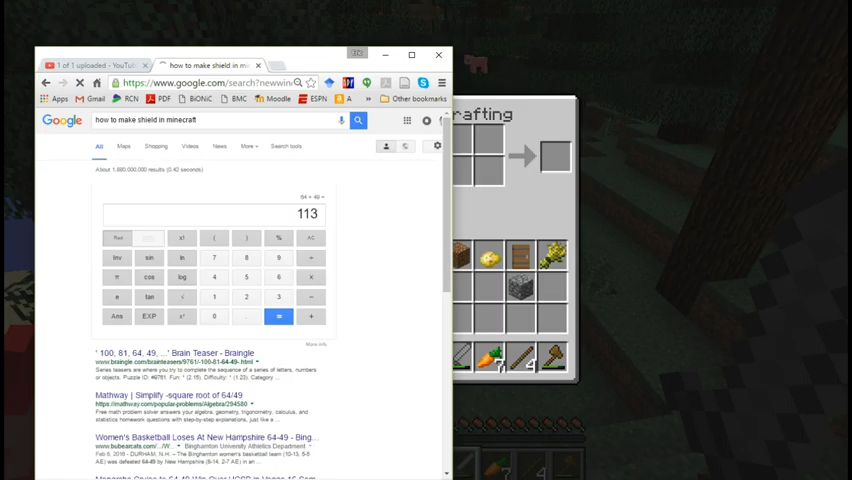 Eric
1 of 1 uploaded - YouTub
how to make shield in mi
https://www.google.com/search?newwin
Apps Gmail RCN PDF BiONiC BMC Moodle ESPN A » Other bookmarks
Google how to make shield in minecraft
All Maps Shopping Videos News More Search tools
About 1,880,000,000 results (0.42 seconds)
64 + 49 =
113
Rad x! ( ) % AC
Inv sin ln 7 8 9 ÷
π cos log 4 5 6 X
e tan √ 1 2 3 −
Ans EXP 0 . = +
More info
' 100, 81, 64, 49, ...' Brain Teaser - Braingle
www.braingle.com/brainteasers/9761/-100-81-64-49-.html
Series teasers are where you try to complete the sequence of a series of letters, numbers
or objects. Puzzle ID: #9761. Fun: * (2.15). Difficulty: * (1.23). Category ...
Mathway | Simplify -square root of 64/49
https://mathway.com/popular-problems/Algebra/294580
Free math problem solver answers your algebra, geometry, trigonometry, calculus, and
statistics homework questions with step-by-step explanations, just like a ...
Women's Basketball Loses At New Hampshire 64-49 - Bing...
www.bubearcats.com/.../W... Binghamton University Athletics Department
Feb 6, 2016 - DURHAM, N.H. – The Binghamton women's basketball team (10-13, 5-5
AE) was defeated 64-49 by New Hampshire (8-14, 2-7 AE) in an ...
rafting
7
4
7
4